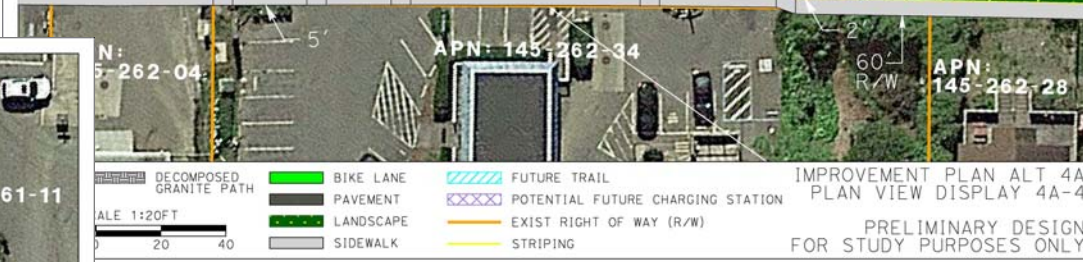 5'
2'
N:
5-262-04
APN: 145-262-34
60'
R/W
APN:
145-262-28
61-11
DECOMPOSED
GRANITE PATH
BIKE LANE
PAVEMENT
LANDSCAPE
SIDEWALK
FUTURE TRAIL
POTENTIAL FUTURE CHARGING STATION
EXIST RIGHT OF WAY (R/W)
STRIPING
ALE 1:20FT
0 20 40
IMPROVEMENT PLAN ALT 4A
PLAN VIEW DISPLAY 4A-4
PRELIMINARY DESIGN
FOR STUDY PURPOSES ONLY